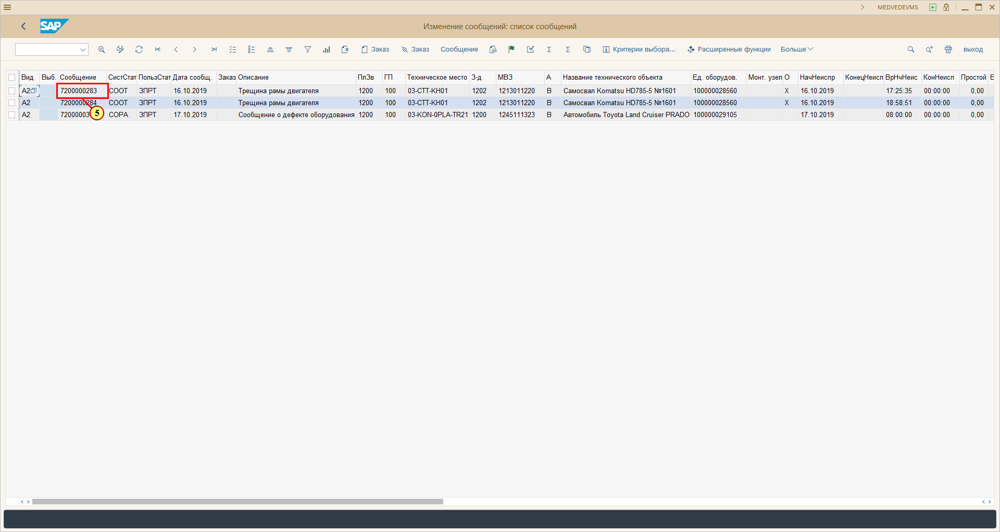 MEDVEDEVMS
SAP Изменение сообщений: список сообщений
Заказ Заказ Сообщение Σ Σ Критерии выбора... Расширенные функции Больше выход
Вид Выб. Сообщение СистСтат ПользСтат Дата сообщ. Заказ Описание ПлЗв ГП Техническое место З-д МВЗ A Название технического объекта Ед. оборудов. Монт. узел О НачНеиспр КонецНеисп ВрНчНеис КонНеисп Простой В
A2 7200000283 СООТ ЗПРТ 16.10.2019 Трещина рамы двигателя 1200 100 03-СТТ-КН01 1202 1213011220 B Самосвал Komatsu HD785-5 №1601 100000028560 X 16.10.2019 17:25:35 00:00:00 0,00
A2 7200000284 СООТ ЗПРТ 16.10.2019 Трещина рамы двигателя 1200 100 03-СТТ-КН01 1202 1213011220 B Самосвал Komatsu HD785-5 №1601 100000028560 X 16.10.2019 18:58:51 00:00:00 0,00
A2 72000003 5 СОРА ЗПРТ 17.10.2019 Сообщение о дефекте оборудования 1200 100 03-KON-0PLA-TR21 1200 1245111323 B Автомобиль Toyota Land Cruiser PRADO 100000029105 17.10.2019 08:00:00 00:00:00 0,00